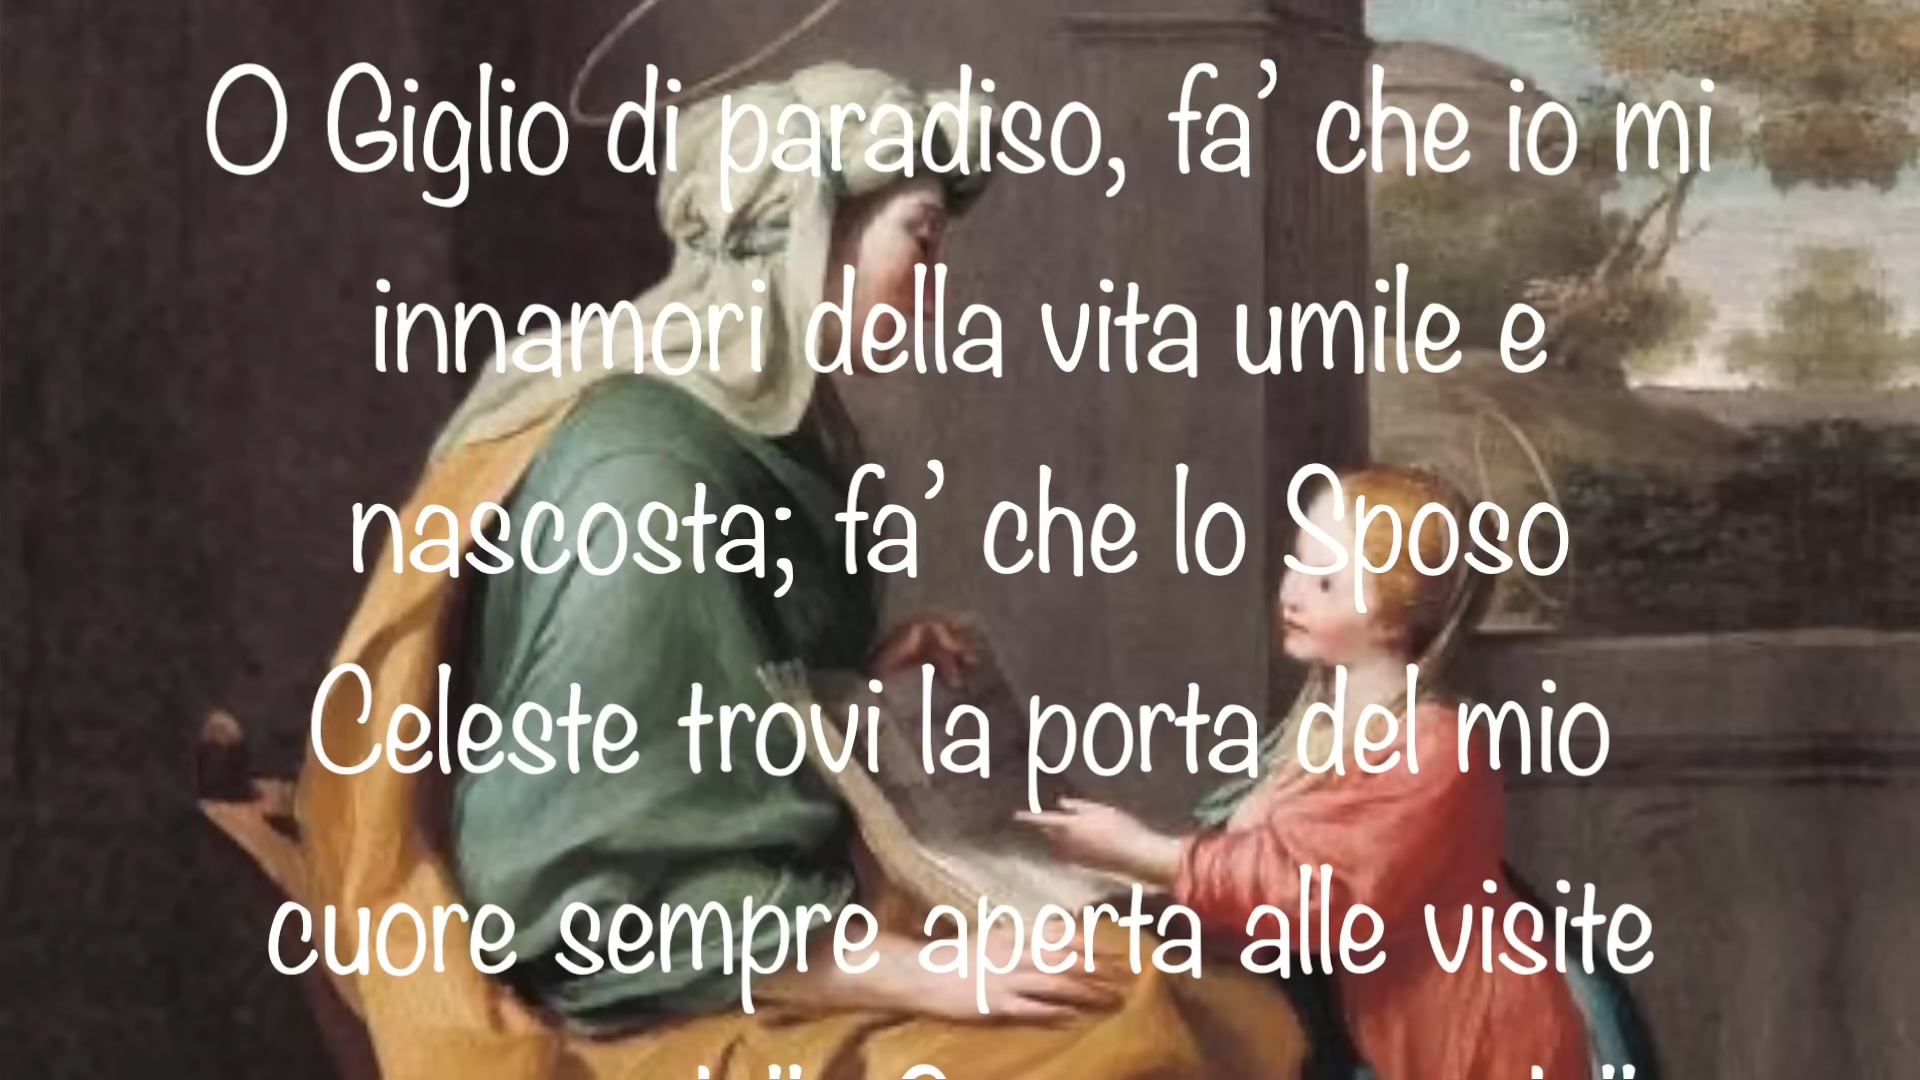 O Giglio di paradiso, fa’ che io mi
innamori della vita umile e
nascosta; fa’ che lo Sposo
Celeste trovi la porta del mio
cuore sempre aperta alle visite